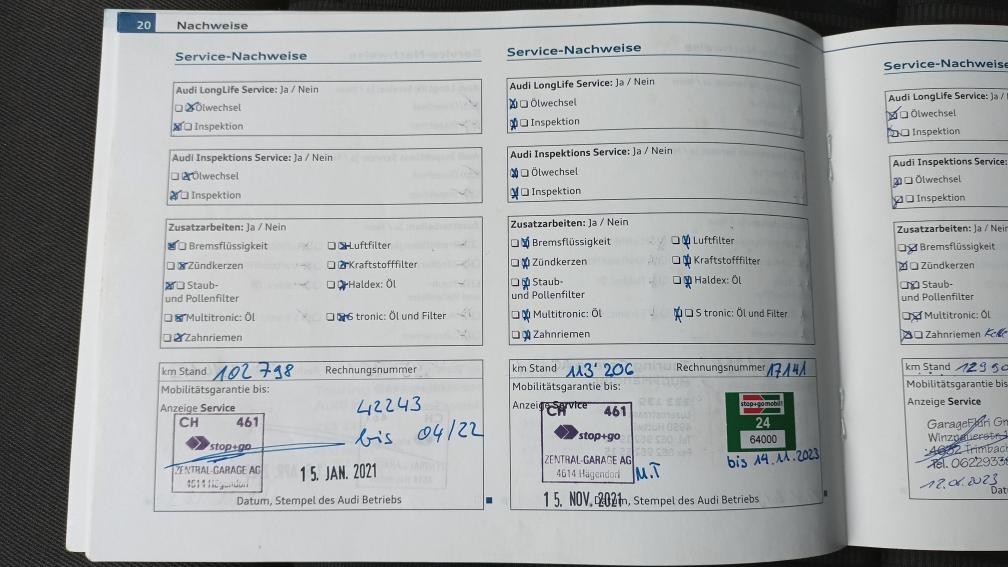 20 Nachweise
Service-Nachweise
Audi LongLife Service: Ja / Nein
Ölwechsel
Inspektion
Audi Inspektions Service: Ja / Nein
Ölwechsel
Inspektion
Zusatzarbeiten: Ja / Nein
Bremsflüssigkeit Luftfilter
Zündkerzen Kraftstofffilter
Staub- Haldex: Öl
und Pollenfilter
Multitronic: Öl S tronic: Öl und Filter
Zahnriemen
km Stand 102 798 Rechnungsnummer
Mobilitätsgarantie bis:
42243
Anzeige Service
bis 04/22
CH 461
stop+go
ZENTRAL-GARAGE AG
4614 Hägendorf
15. JAN. 2021
Datum, Stempel des Audi Betriebs
Service-Nachweise
Audi LongLife Service: Ja / Nein
Ölwechsel
Inspektion
Audi Inspektions Service: Ja / Nein
Ölwechsel
Inspektion
Zusatzarbeiten: Ja / Nein
Bremsflüssigkeit Luftfilter
Zündkerzen Kraftstofffilter
Staub- Haldex: Öl
und Pollenfilter
Multitronic: Öl S tronic: Öl und Filter
Zahnriemen
km Stand 113'206 Rechnungsnummer 17141
Mobilitätsgarantie bis:
Anzeige Service
CH 461
stop+go
ZENTRAL-GARAGE AG
4614 Hägendorf
M.T
stop+go mobil
24
64000
bis 14.11.2023
15. NOV. 2021
Datum, Stempel des Audi Betriebs
Service-Nachweise
Audi LongLife Service: Ja /
Ölwechsel
Inspektion
Audi Inspektions Service:
Ölwechsel
Inspektion
Zusatzarbeiten: Ja / Nein
Bremsflüssigkeit
Zündkerzen
Staub-
und Pollenfilter
Multitronic: Öl
Zahnriemen
km Stand 12990
Mobilitätsgarantie bis
Anzeige Service
4632 Trimbach
Tel. 0622933
12.06.2023